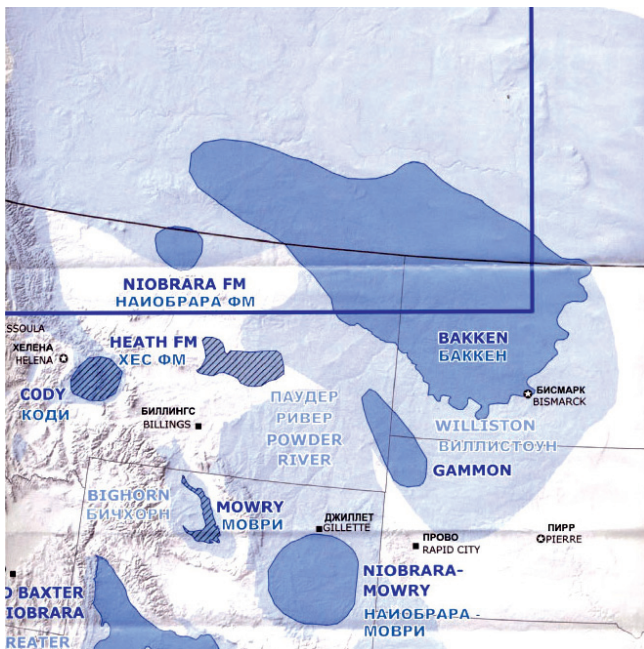 NIOBRARA FM
НАИОБРАРА ФМ
SSOULA
ХЕЛЕНА
HELENA
HEATH FM
ХЕС ФМ
BAKKEN
БАККЕН
CODY
КОДИ
БИЛЛИНГС
BILLINGS
ПАУДЕР
РИВЕР
POWDER
RIVER
БИСМАРК
BISMARCK
WILLISTON
ВИЛЛИСТОУН
GAMMON
BIGHORN
БИЧХОРН
MOWRY
МОВРИ
ДЖИЛЛЕТ
GILLETTE
ПРОВО
RAPID CITY
ПИРР
PIERRE
NIOBRARA-
MOWRY
НАИОБРАРА -
МОВРИ
O BAXTER
IOBRARA
REATER